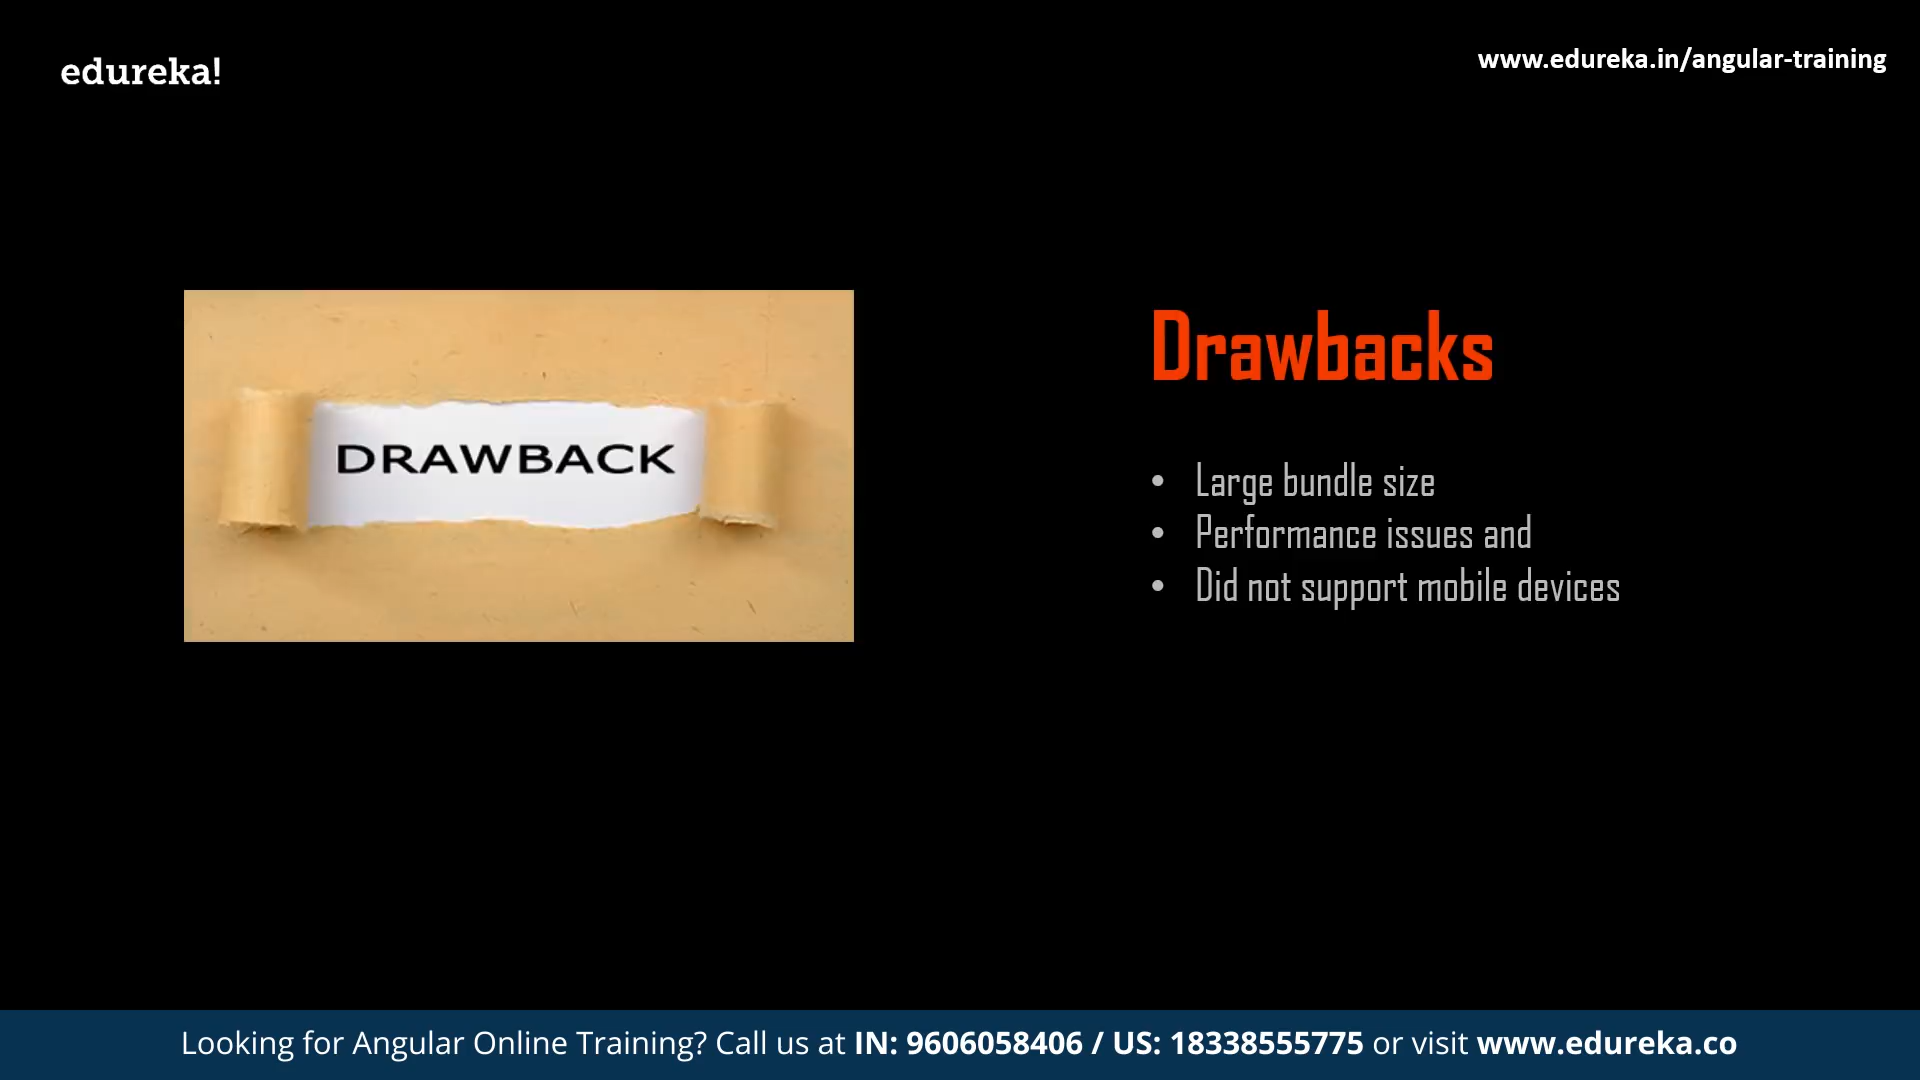 edureka!
www.edureka.in/angular-training
DRAWBACK
Drawbacks
• Large bundle size
• Performance issues and
• Did not support mobile devices
Looking for Angular Online Training? Call us at IN: 9606058406 / US: 18338555775 or visit www.edureka.co